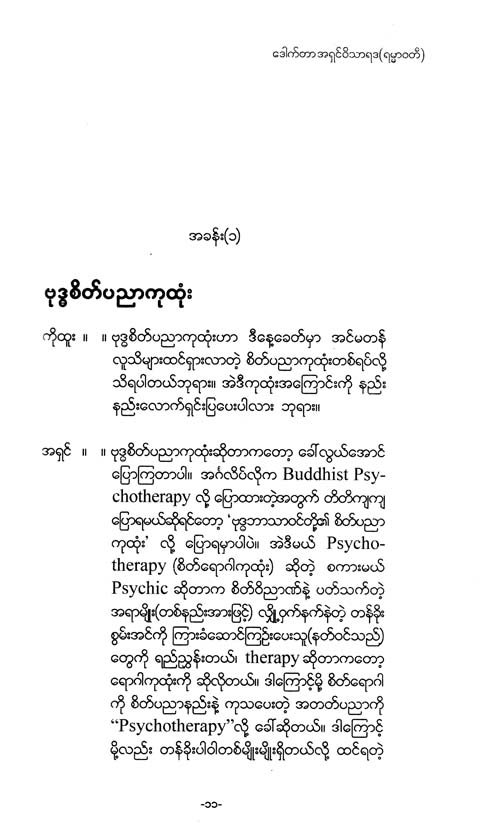 ဒေါက်တာအရှင်ဝိသာရဒ(ရမ္မာဝတီ)
အခန်း(၁)
ဗုဒ္ဓစိတ်ပညာကုထုံး
ကိုထူး ။ ။ ဗုဒ္ဓစိတ်ပညာကုထုံးဟာ ဒီနေ့ခေတ်မှာ အင်မတန်
လူသိများထင်ရှားလာတဲ့ စိတ်ပညာကုထုံးတစ်ရပ်လို့
သိရပါတယ်ဘုရား။ အဲဒီကုထုံးအကြောင်းကို နည်း
နည်းလောက်ရှင်းပြပေးပါလား ဘုရား။
အရှင် ။ ။ ဗုဒ္ဓစိတ်ပညာကုထုံးဆိုတာကတော့ ခေါ်လွယ်အောင်
ပြောကြတာပါ။ အင်္ဂလိပ်လိုက Buddhist Psy-
chotherapy လို့ ပြောထားတဲ့အတွက် တိတိကျကျ
ပြောရမယ်ဆိုရင်တော့ ‘ဗုဒ္ဓဘာသာဝင်တို့၏ စိတ်ပညာ
ကုထုံး’ လို့ ပြောရမှာပါပဲ။ အဲဒီမယ် Psycho-
therapy (စိတ်ရောဂါကုထုံး) ဆိုတဲ့ စကားမယ်
Psychic ဆိုတာက စိတ်ဝိညာဏ်နဲ့ ပတ်သက်တဲ့
အရာမျိုး(တစ်နည်းအားဖြင့်) လျှို့ဝှက်နက်နဲတဲ့ တန်ခိုး
စွမ်းအင်ကို ကြားခံဆောင်ကြဉ်းပေးသူ(နတ်ဝင်သည်)
တွေကို ရည်ညွှန်းတယ်၊ therapy ဆိုတာကတော့
ရောဂါကုထုံးကို ဆိုလိုတယ်။ ဒါကြောင့်မို့ စိတ်ရောဂါ
ကို စိတ်ပညာနည်းနဲ့ ကုသပေးတဲ့ အတတ်ပညာကို
“Psychotherapy”လို့ ခေါ်ဆိုတယ်။ ဒါကြောင့်
မို့လည်း တန်ခိုးပါဝါတစ်မျိုးမျိုးရှိတယ်လို့ ထင်ရတဲ့
-၁၁-